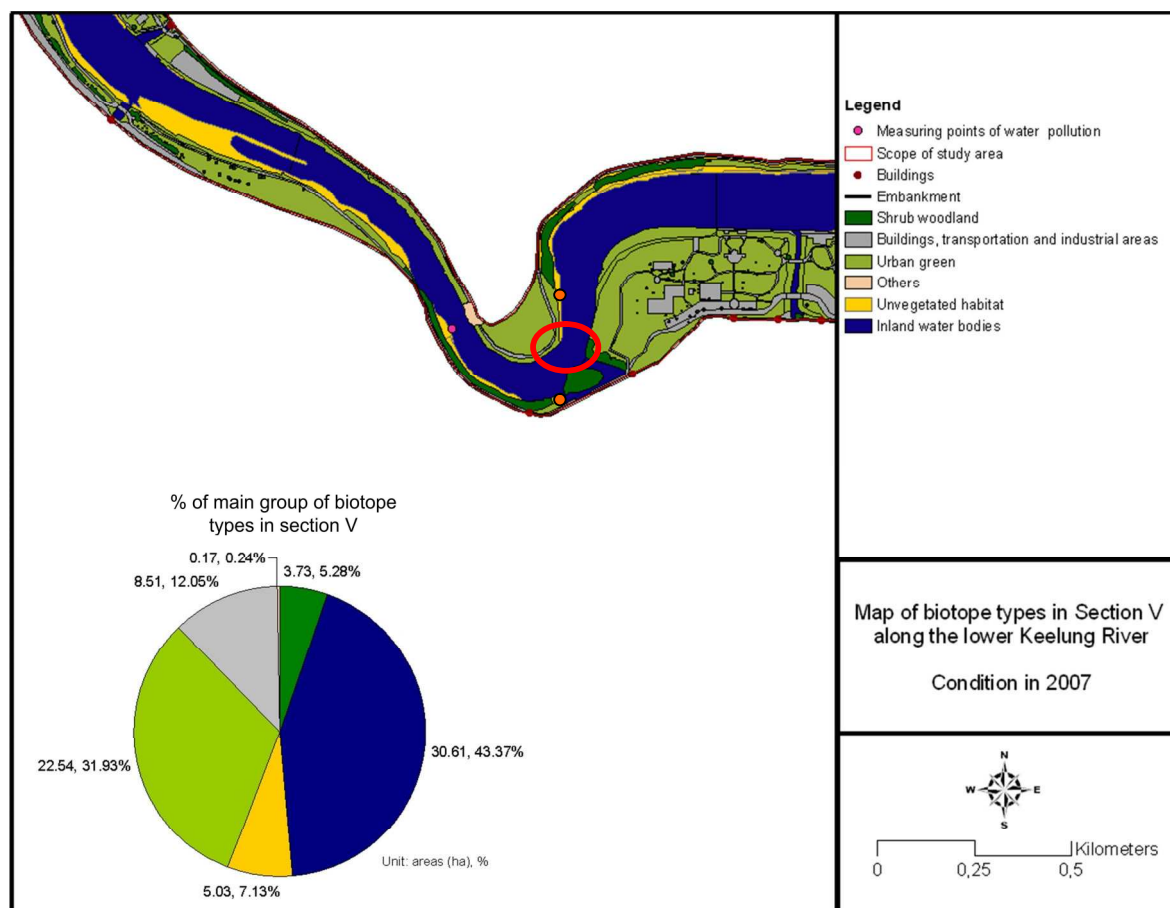 Legend
Measuring points of water pollution
Scope of study area
Buildings
Embankment
Shrub woodland
Buildings, transportation and industrial areas
Urban green
Others
Unvegetated habitat
Inland water bodies
% of main group of biotope
types in section V
0.17, 0.24%
3.73, 5.28%
8.51, 12.05%
30.61, 43.37%
22.54, 31.93%
5.03, 7.13%
Unit: areas (ha), %
Map of biotope types in Section V
along the lower Keelung River
Condition in 2007
N
W
E
S
Kilometers
0
0,25
0,5